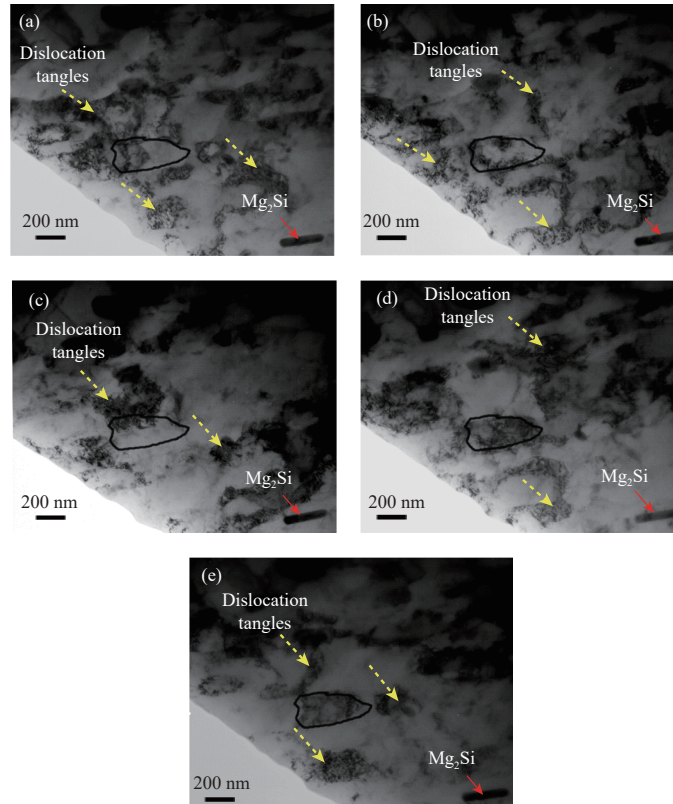 (a)
Dislocation
tangles
Mg₂Si
200 nm
(b)
Dislocation
tangles
Mg₂Si
200 nm
(c)
Dislocation
tangles
Mg₂Si
200 nm
(d)
Dislocation
tangles
Mg₂Si
200 nm
(e)
Dislocation
tangles
Mg₂Si
200 nm